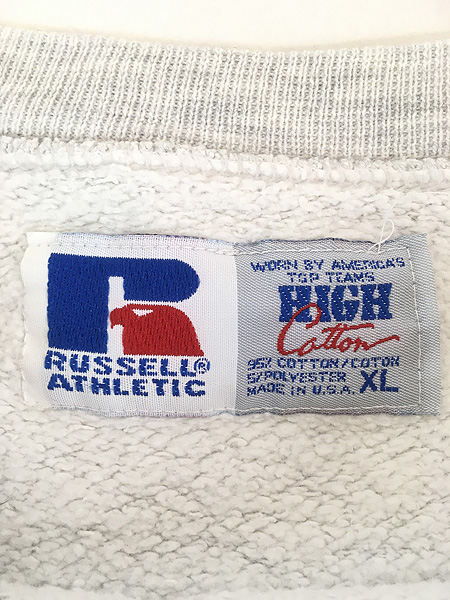 RUSSELL®
ATHLETIC
WORN BY AMERICA'S
TOP TEAMS
HIGH
Cotton
95% COTTON/COTON
5/POLYESTER XL
MADE IN U.S.A.